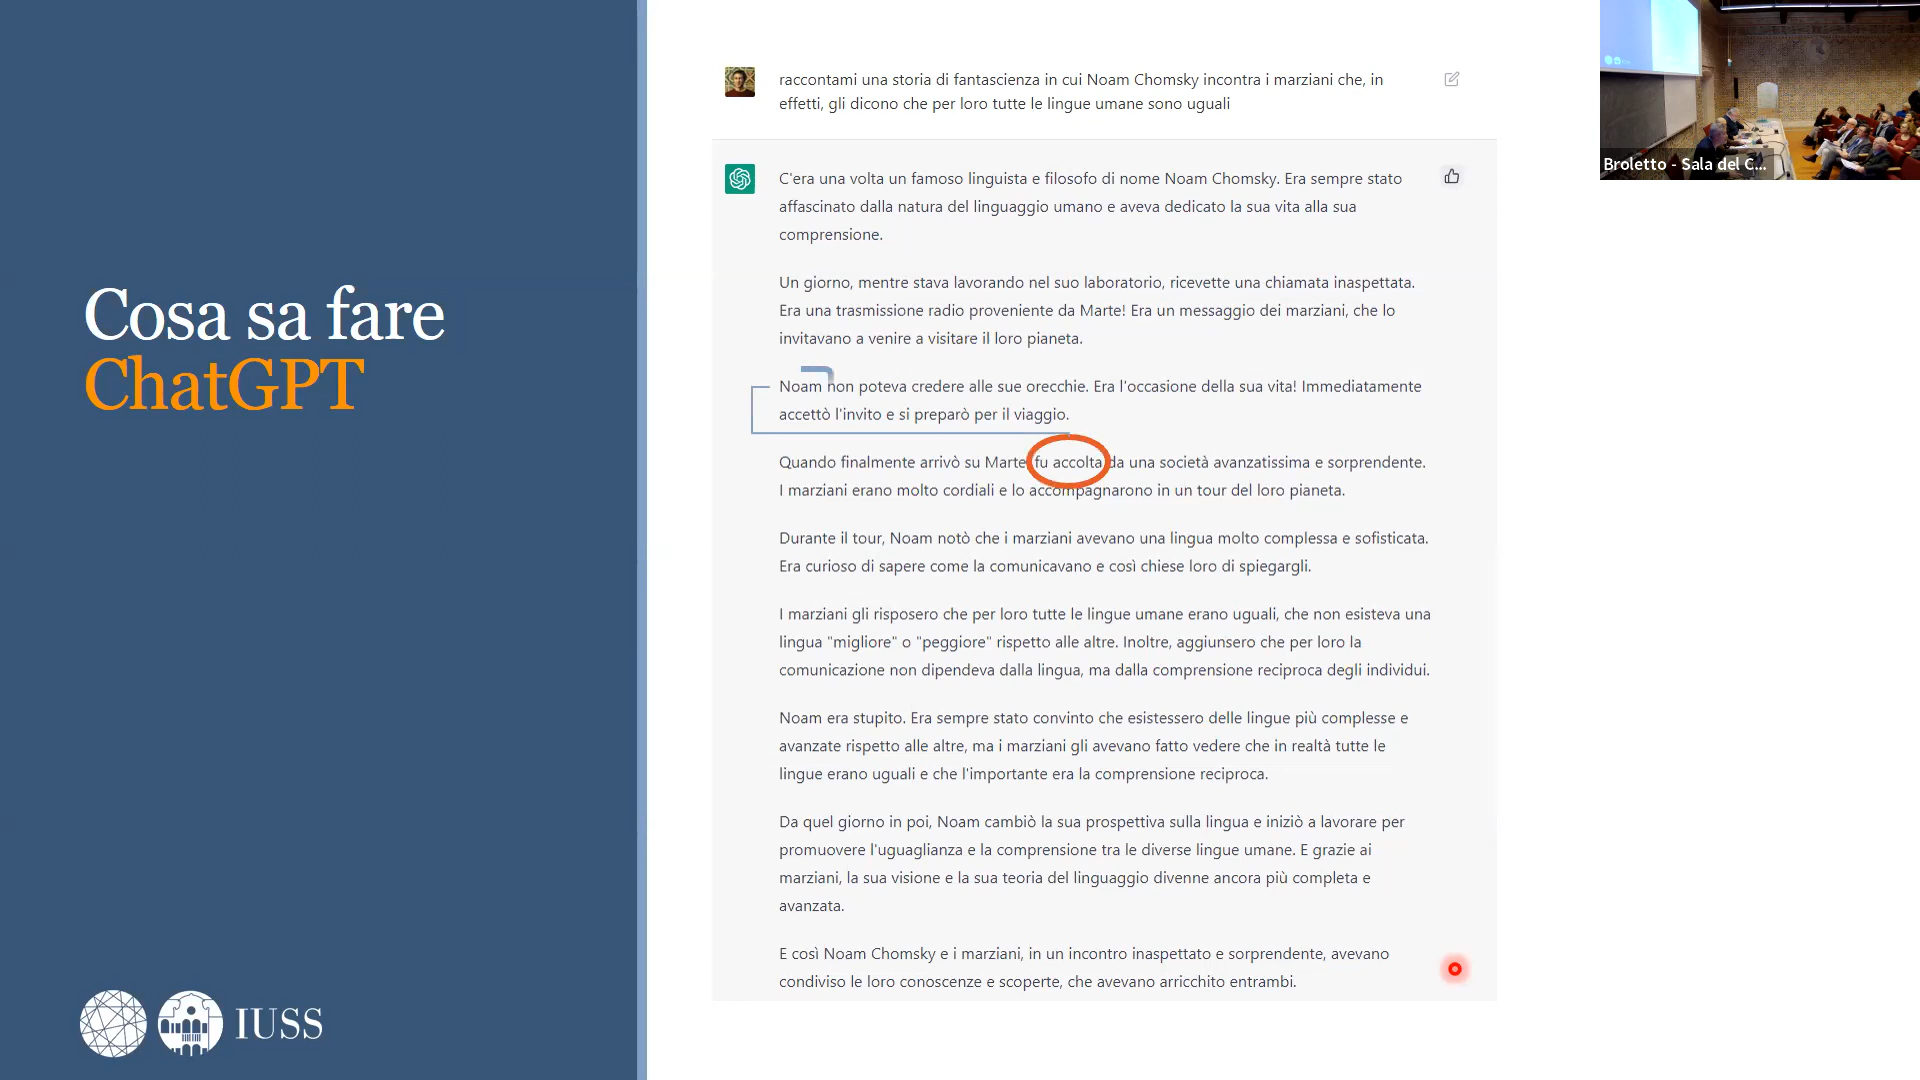 Cosa sa fare
ChatGPT
IUSS
raccontami una storia di fantascienza in cui Noam Chomsky incontra i marziani che, in
effetti, gli dicono che per loro tutte le lingue umane sono uguali
C'era una volta un famoso linguista e filosofo di nome Noam Chomsky. Era sempre stato
affascinato dalla natura del linguaggio umano e aveva dedicato la sua vita alla sua
comprensione.
Un giorno, mentre stava lavorando nel suo laboratorio, ricevette una chiamata inaspettata.
Era una trasmissione radio proveniente da Marte! Era un messaggio dei marziani, che lo
invitavano a venire a visitare il loro pianeta.
Noam non poteva credere alle sue orecchie. Era l'occasione della sua vita! Immediatamente
accettò l'invito e si preparò per il viaggio.
Quando finalmente arrivò su Marte fu accolta da una società avanzatissima e sorprendente.
I marziani erano molto cordiali e lo accompagnarono in un tour del loro pianeta.
Durante il tour, Noam notò che i marziani avevano una lingua molto complessa e sofisticata.
Era curioso di sapere come la comunicavano e così chiese loro di spiegargli.
I marziani gli risposero che per loro tutte le lingue umane erano uguali, che non esisteva una
lingua "migliore" o "peggiore" rispetto alle altre. Inoltre, aggiunsero che per loro la
comunicazione non dipendeva dalla lingua, ma dalla comprensione reciproca degli individui.
Noam era stupito. Era sempre stato convinto che esistessero delle lingue più complesse e
avanzate rispetto alle altre, ma i marziani gli avevano fatto vedere che in realtà tutte le
lingue erano uguali e che l'importante era la comprensione reciproca.
Da quel giorno in poi, Noam cambiò la sua prospettiva sulla lingua e iniziò a lavorare per
promuovere l'uguaglianza e la comprensione tra le diverse lingue umane. E grazie ai
marziani, la sua visione e la sua teoria del linguaggio divenne ancora più completa e
avanzata.
E così Noam Chomsky e i marziani, in un incontro inaspettato e sorprendente, avevano
condiviso le loro conoscenze e scoperte, che avevano arricchito entrambi.
Broletto - Sala del C...